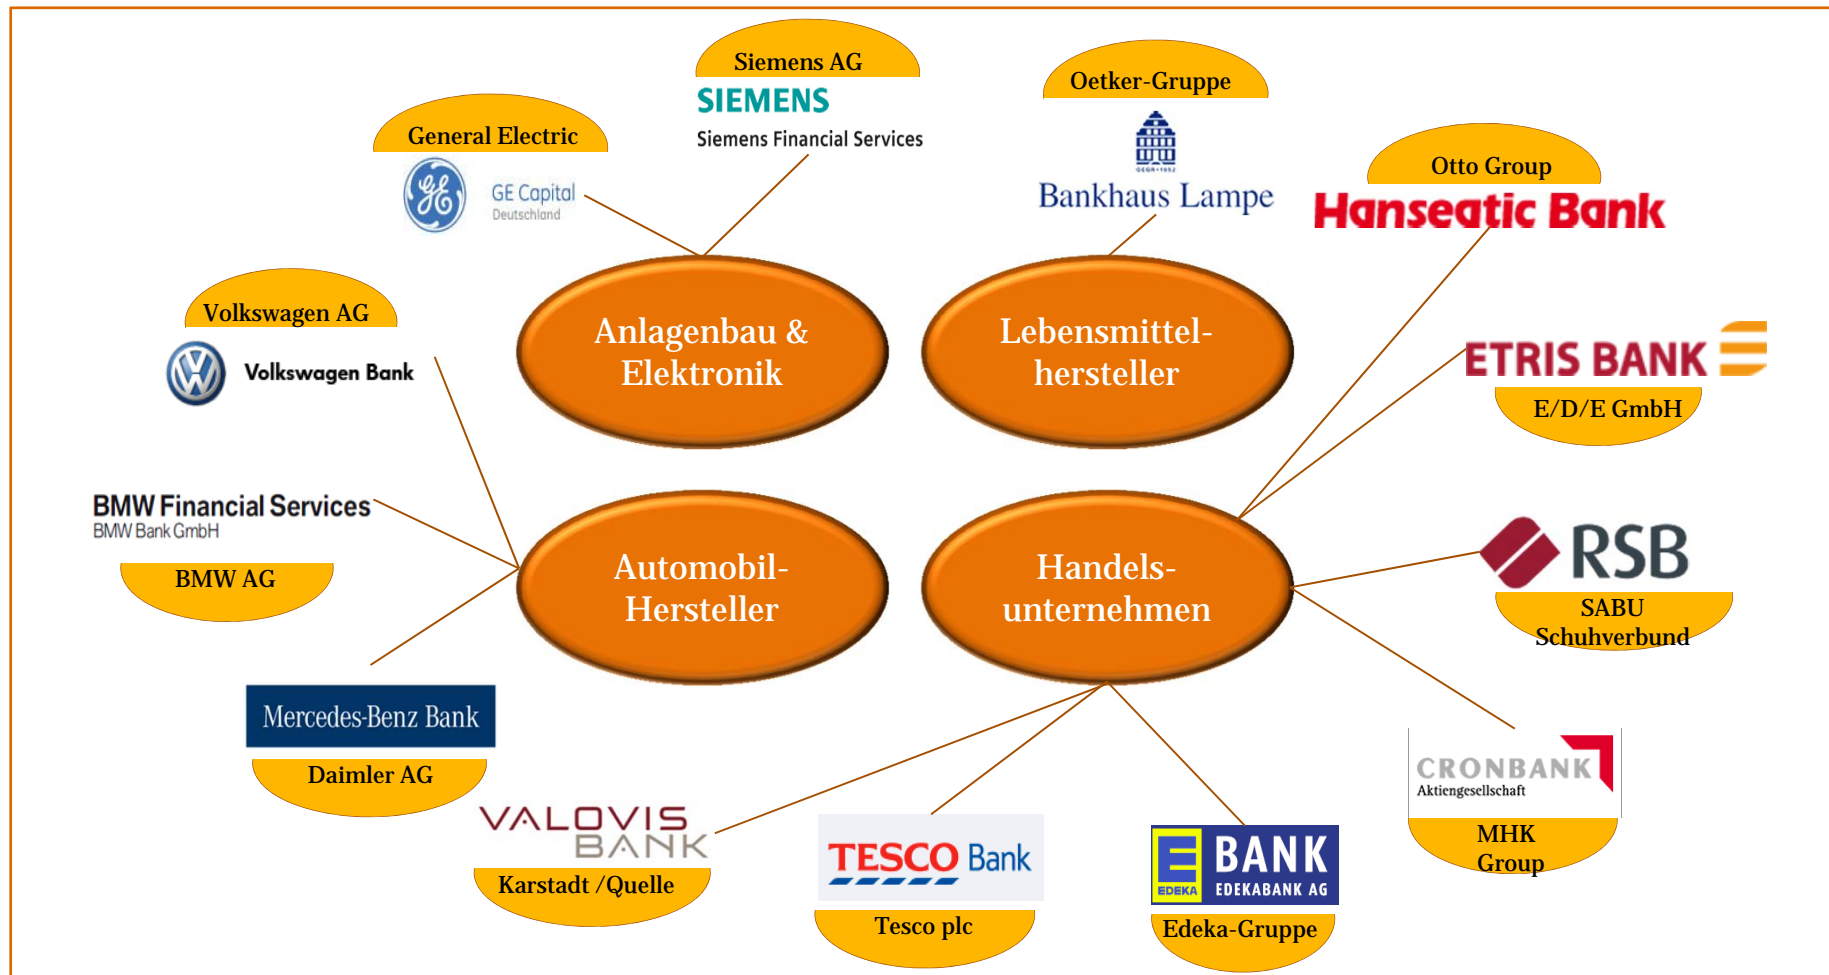 Siemens AG
SIEMENS
Siemens Financial Services
Oetker-Gruppe
GEGR • 1852
Bankhaus Lampe
General Electric
GE
GE Capital
Deutschland
Otto Group
Hanseatic Bank
Volkswagen AG
Volkswagen Bank
Anlagenbau &
Elektronik
Lebensmittel-
hersteller
ETRIS BANK
E/D/E GmbH
BMW Financial Services
BMW Bank GmbH
BMW AG
Automobil-
Hersteller
Handels-
unternehmen
RSB
SABU
Schuhverbund
Mercedes-Benz Bank
Daimler AG
VALOVIS
BANK
Karstadt /Quelle
TESCO Bank
Tesco plc
E BANK
EDEKA EDEKABANK AG
Edeka-Gruppe
CRONBANK
Aktiengesellschaft
MHK
Group